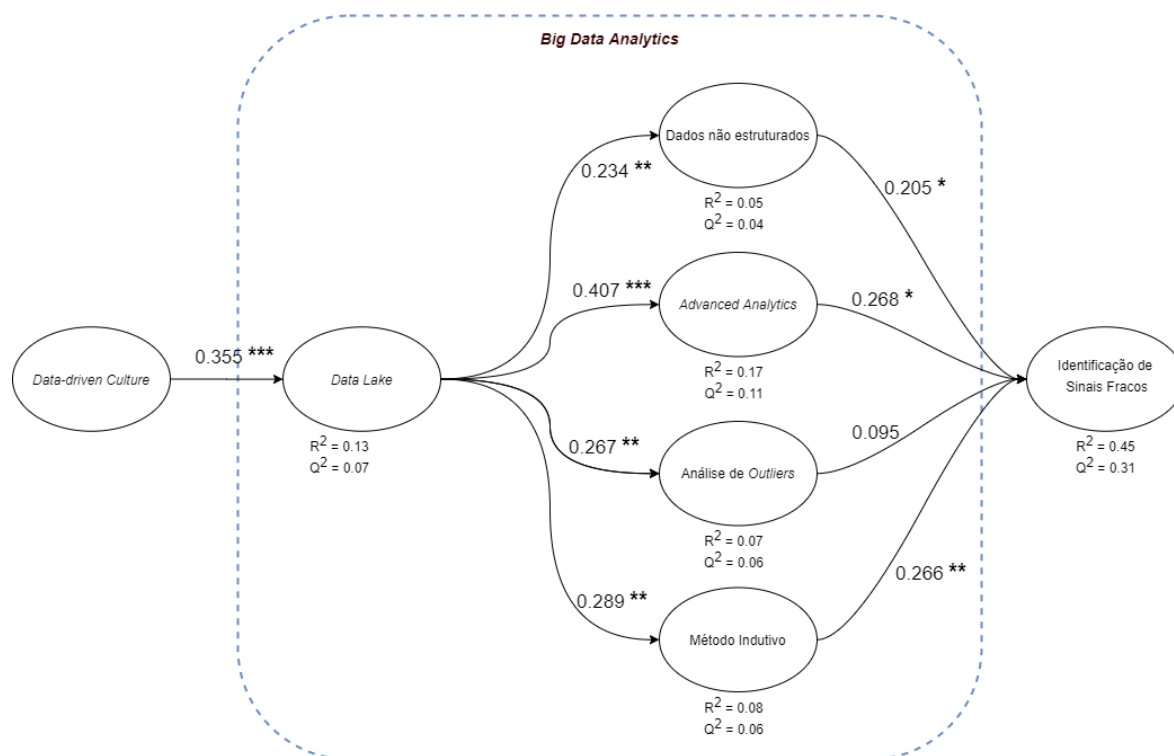 Big Data Analytics
Dados não estruturados
0.234 **
0.205 *
R² = 0.05
Q² = 0.04
0.407 ***
Advanced Analytics
0.268 *
R² = 0.17
Q² = 0.11
Data-driven Culture
0.355 ***
Data Lake
R² = 0.13
Q² = 0.07
Identificação de
Sinais Fracos
R² = 0.45
Q² = 0.31
0.267 **
Análise de Outliers
0.095
R² = 0.07
Q² = 0.06
0.289 **
Método Indutivo
0.266 **
R² = 0.08
Q² = 0.06